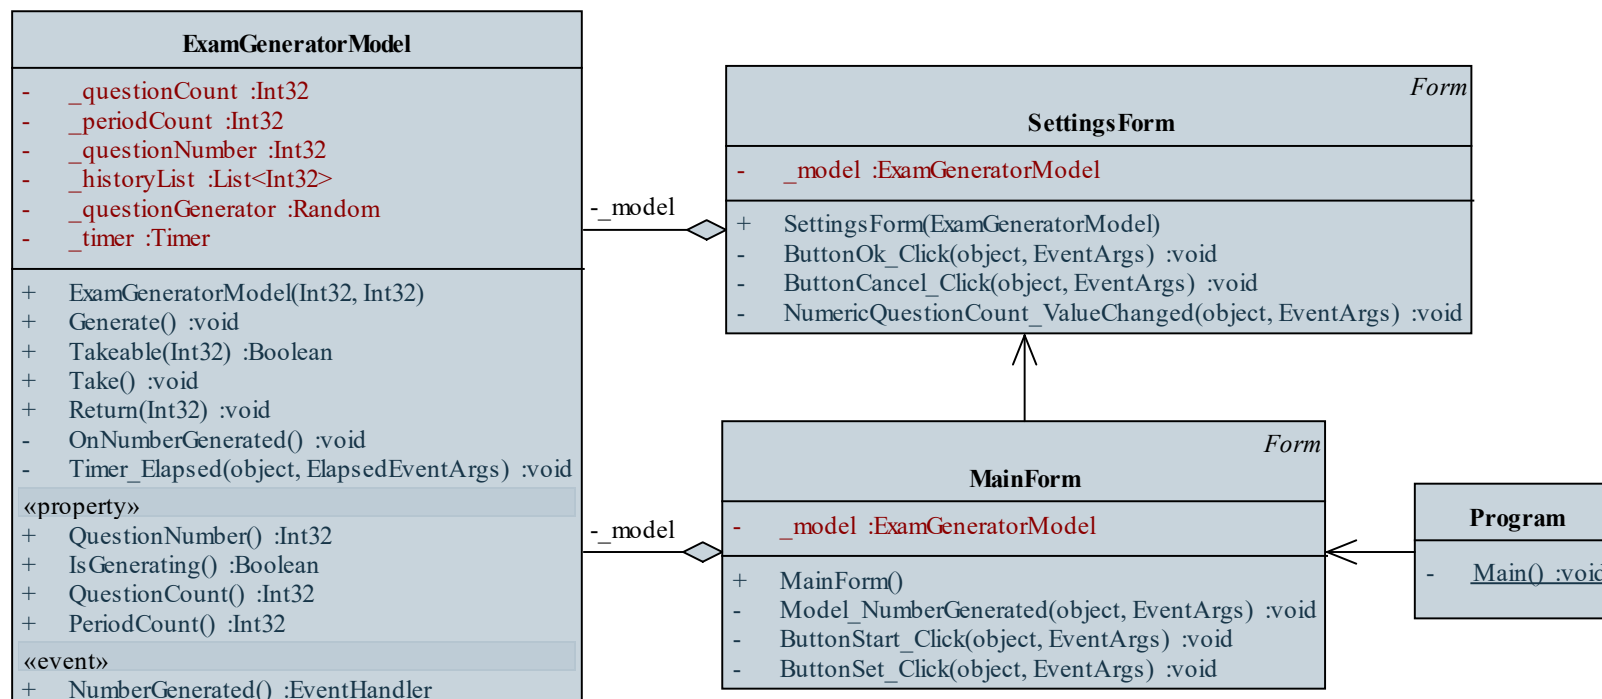 ExamGeneratorModel
- _questionCount :Int32
- _periodCount :Int32
- _questionNumber :Int32
- _historyList :List<Int32>
- _questionGenerator :Random
- _timer :Timer
+ ExamGeneratorModel(Int32, Int32)
+ Generate() :void
+ Takeable(Int32) :Boolean
+ Take() :void
+ Return(Int32) :void
- OnNumberGenerated() :void
- Timer_Elapsed(object, ElapsedEventArgs) :void
«property»
+ QuestionNumber() :Int32
+ IsGenerating() :Boolean
+ QuestionCount() :Int32
+ PeriodCount() :Int32
«event»
+ NumberGenerated() :EventHandler
-_model
-_model
Form
SettingsForm
- _model :ExamGeneratorModel
+ SettingsForm(ExamGeneratorModel)
- ButtonOk_Click(object, EventArgs) :void
- ButtonCancel_Click(object, EventArgs) :void
- NumericQuestionCount_ValueChanged(object, EventArgs) :void
Form
MainForm
- _model :ExamGeneratorModel
+ MainForm()
- Model_NumberGenerated(object, EventArgs) :void
- ButtonStart_Click(object, EventArgs) :void
- ButtonSet_Click(object, EventArgs) :void
Program
- Main() :void